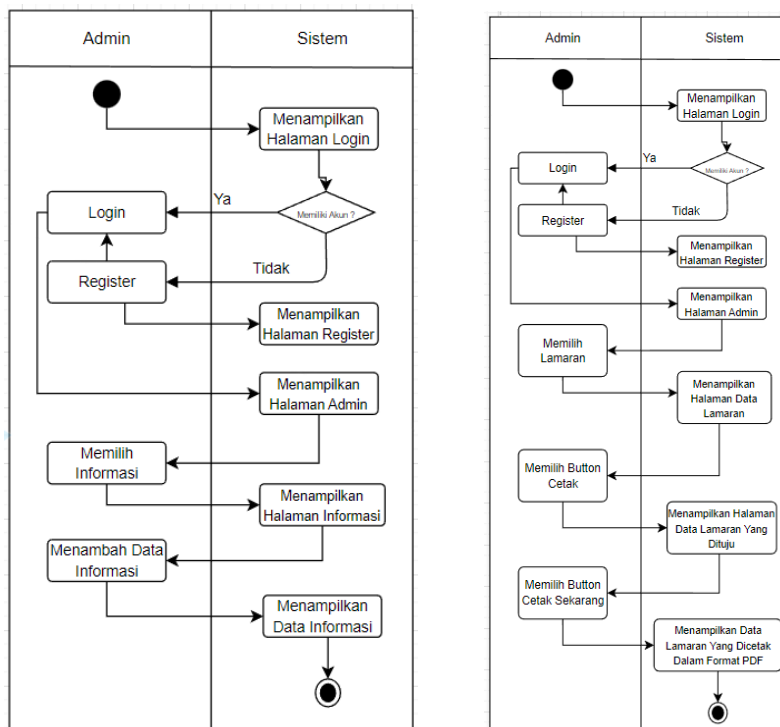 Admin
Sistem
Menampilkan
Halaman Login
Memiliki Akun ?
Ya
Login
Tidak
Register
Menampilkan
Halaman Register
Menampilkan
Halaman Admin
Memilih
Informasi
Menampilkan
Halaman Informasi
Menambah Data
Informasi
Menampilkan
Data Informasi
Admin
Sistem
Menampilkan
Halaman Login
Memiliki Akun ?
Ya
Login
Tidak
Register
Menampilkan
Halaman Register
Menampilkan
Halaman Admin
Memilih
Lamaran
Menampilkan
Halaman Data
Lamaran
Memilih Button
Cetak
Menampilkan Halaman
Data Lamaran Yang
Dituju
Memilih Button
Cetak Sekarang
Menampilkan Data
Lamaran Yang Dicetak
Dalam Format PDF